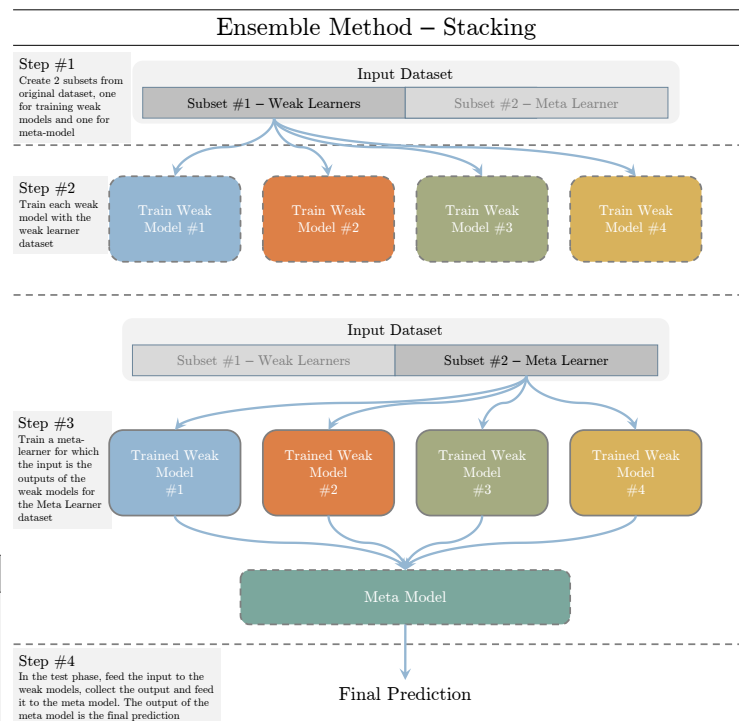 Ensemble Method – Stacking
Step #1
Create 2 subsets from
original dataset, one
for training weak
models and one for
meta-model
Input Dataset
Subset #1 – Weak Learners
Subset #2 – Meta Learner
Step #2
Train each weak
model with the
weak learner
dataset
Train Weak
Model #1
Train Weak
Model #2
Train Weak
Model #3
Train Weak
Model #4
Input Dataset
Subset #1 – Weak Learners
Subset #2 – Meta Learner
Step #3
Train a meta-
learner for which
the input is the
outputs of the
weak models for
the Meta Learner
dataset
Trained Weak
Model
#1
Trained Weak
Model
#2
Trained Weak
Model
#3
Trained Weak
Model
#4
Meta Model
Step #4
In the test phase, feed the input to the
weak models, collect the output and feed
it to the meta model. The output of the
meta model is the final prediction
Final Prediction